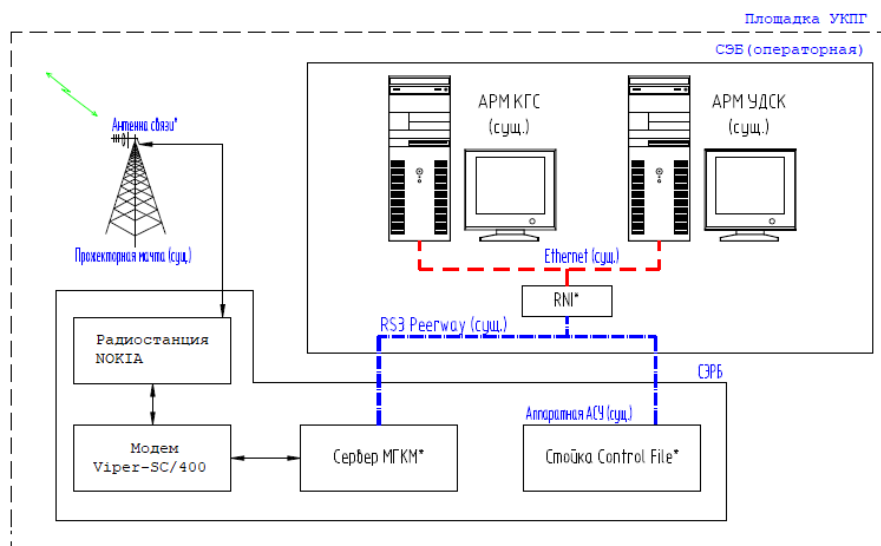 Площадка УКПГ
СЭБ(операторная)
АРМ КГС
(сущ.)
АРМ УДСК
(сущ.)
Антенна связи*
Прожекторная мачта (сущ.)
Ethernet (сущ.)
RNI*
RS3 Peerway (сущ.)
Радиостанция
NOKIA
СЭРБ
Аппаратная АСУ (сущ.)
Модем
Viper-SC/400
Сервер МГКМ*
Стойка Control File*